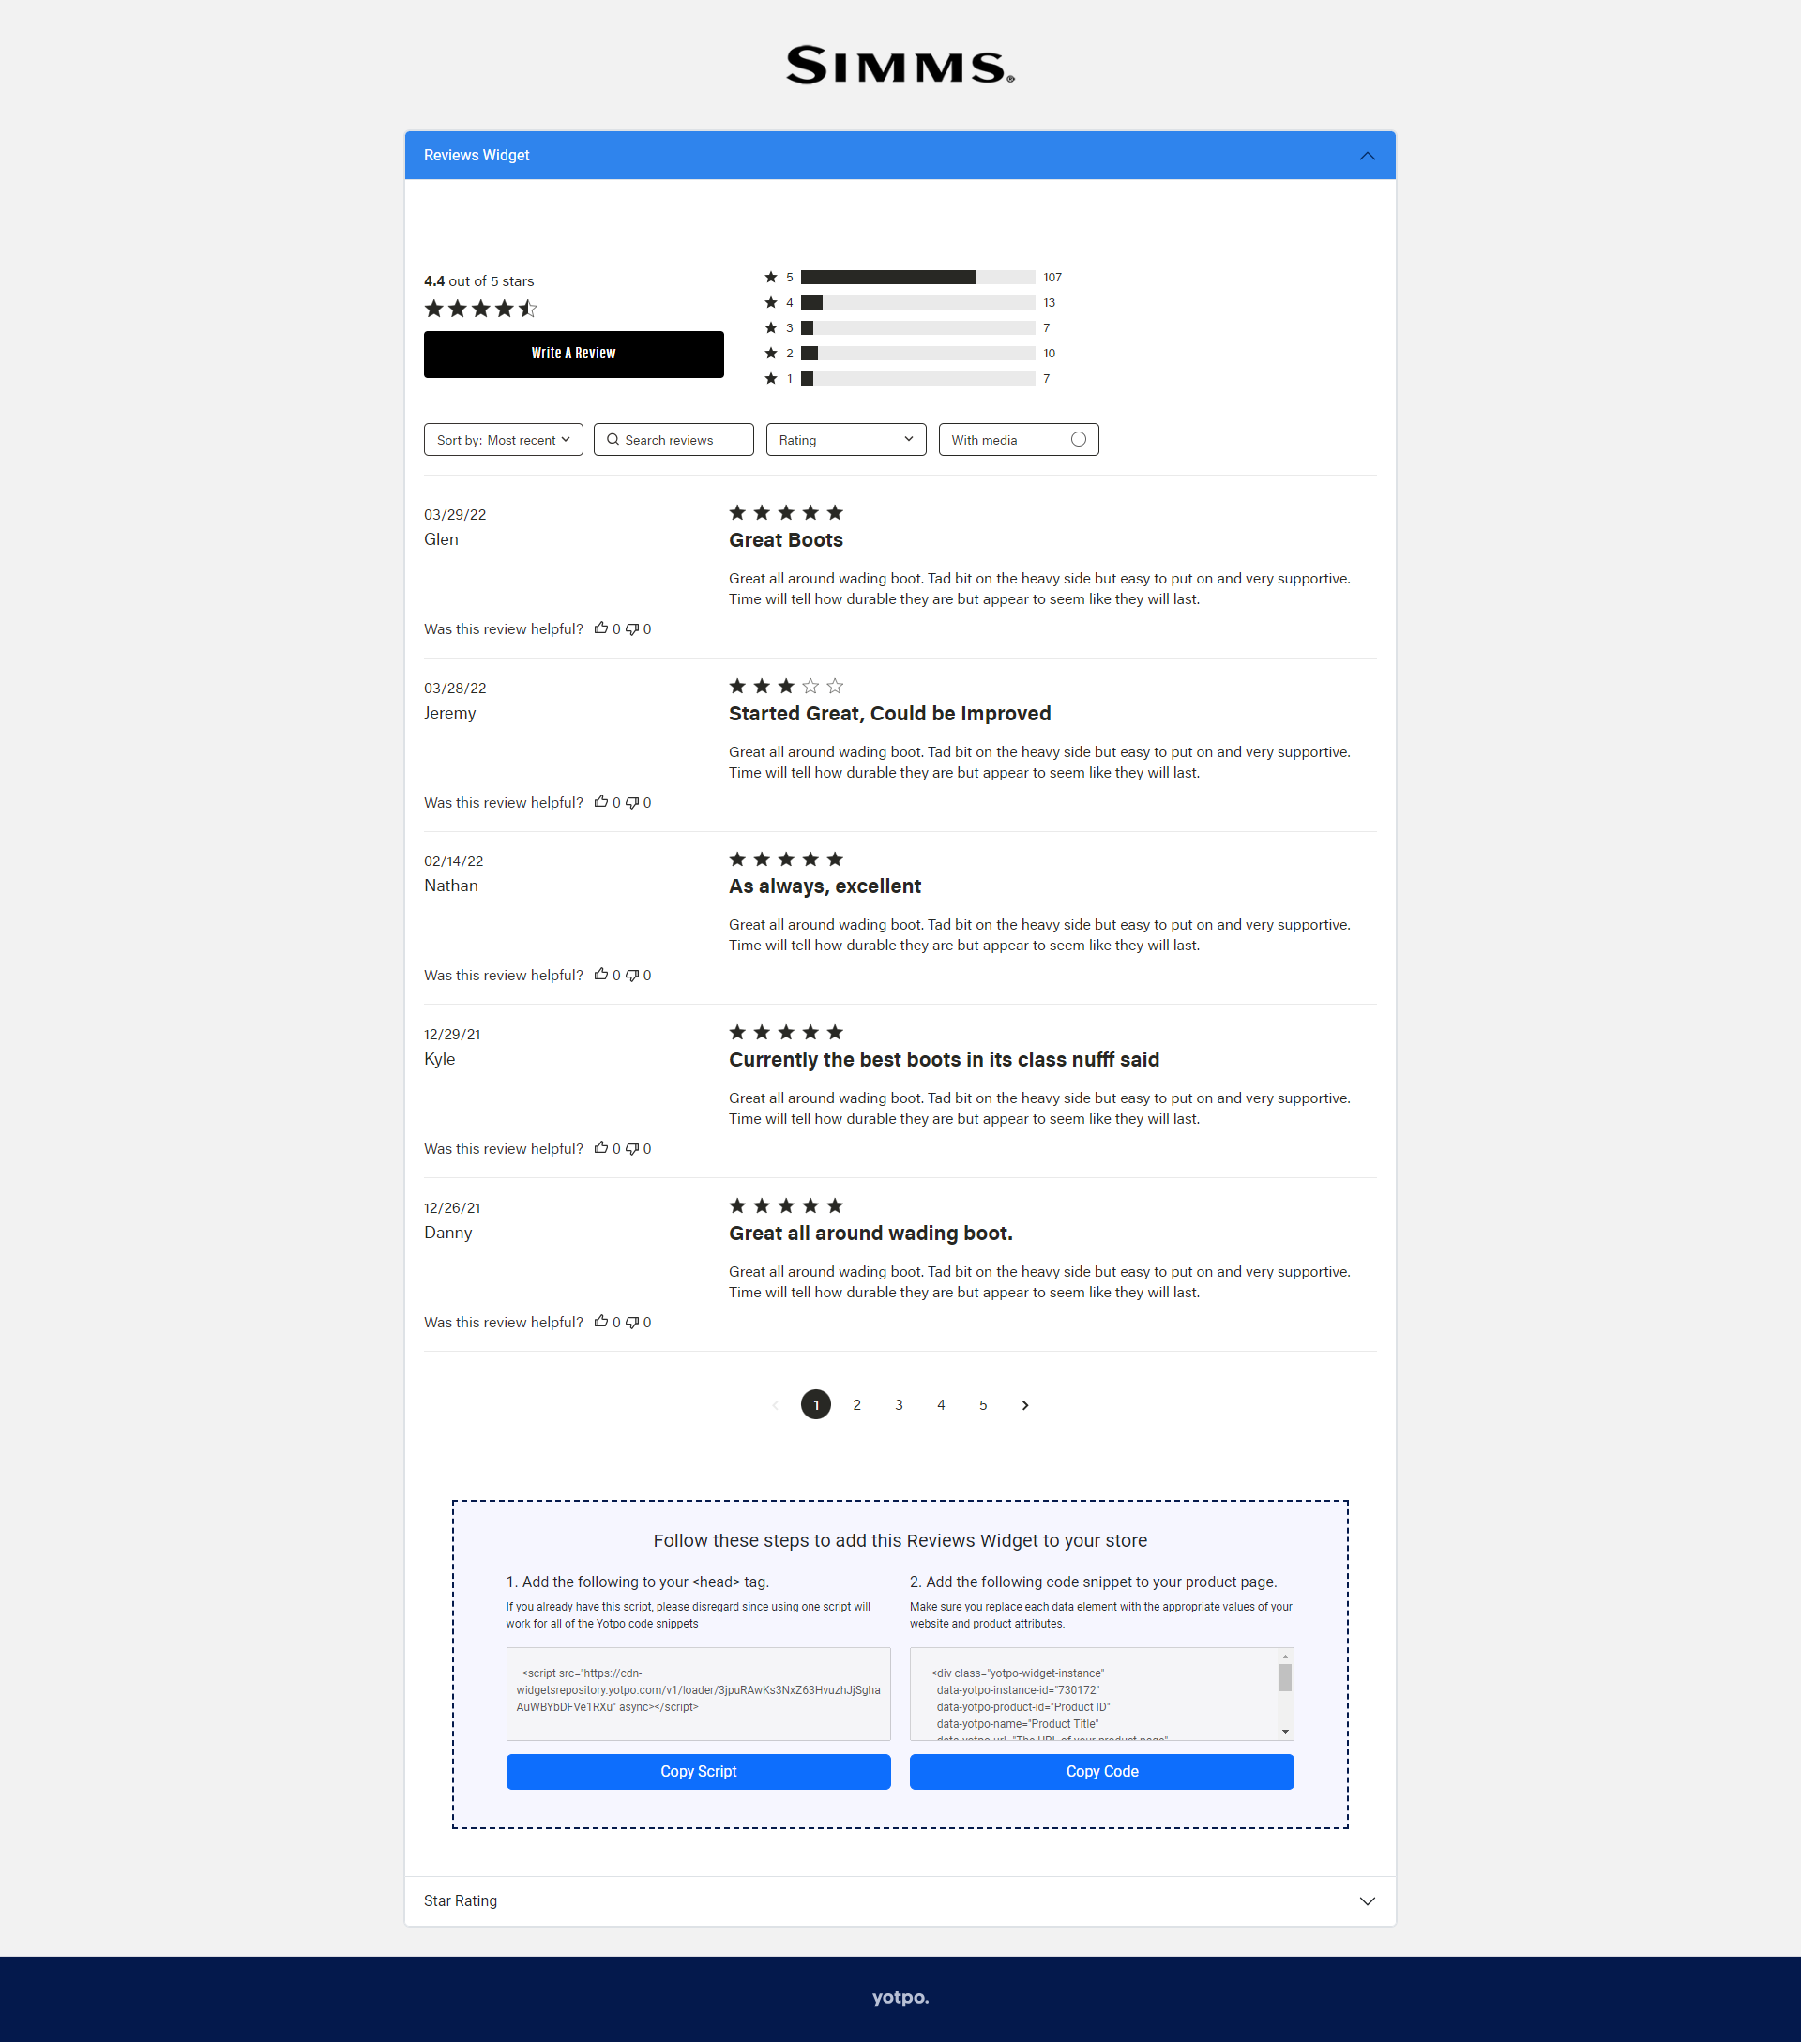 SIMMS®
Reviews Widget
4.4 out of 5 stars
Write A Review
5 107
4 13
3 7
2 10
1 7
Sort by: Most recent
Search reviews
Rating
With media
03/29/22
Glen
Great Boots
Great all around wading boot. Tad bit on the heavy side but easy to put on and very supportive.
Time will tell how durable they are but appear to seem like they will last.
Was this review helpful? 0 0
03/28/22
Jeremy
Started Great, Could be Improved
Great all around wading boot. Tad bit on the heavy side but easy to put on and very supportive.
Time will tell how durable they are but appear to seem like they will last.
Was this review helpful? 0 0
02/14/22
Nathan
As always, excellent
Great all around wading boot. Tad bit on the heavy side but easy to put on and very supportive.
Time will tell how durable they are but appear to seem like they will last.
Was this review helpful? 0 0
12/29/21
Kyle
Currently the best boots in its class nufff said
Great all around wading boot. Tad bit on the heavy side but easy to put on and very supportive.
Time will tell how durable they are but appear to seem like they will last.
Was this review helpful? 0 0
12/26/21
Danny
Great all around wading boot.
Great all around wading boot. Tad bit on the heavy side but easy to put on and very supportive.
Time will tell how durable they are but appear to seem like they will last.
Was this review helpful? 0 0
1 2 3 4 5
Follow these steps to add this Reviews Widget to your store
1. Add the following to your <head> tag.
If you already have this script, please disregard since using one script will
work for all of the Yotpo code snippets
<script src="https://cdn-
widgetsrepository.yotpo.com/v1/loader/3jpuRAwKs3NxZ63HvuzhJjSgha
AuWBYbDFVe1RXu" async></script>
Copy Script
2. Add the following code snippet to your product page.
Make sure you replace each data element with the appropriate values of your
website and product attributes.
<div class="yotpo-widget-instance"
data-yotpo-instance-id="730172"
data-yotpo-product-id="Product ID"
data-yotpo-name="Product Title"
data-yotpo-url="The URL of your product page"
Copy Code
Star Rating
yotpo.